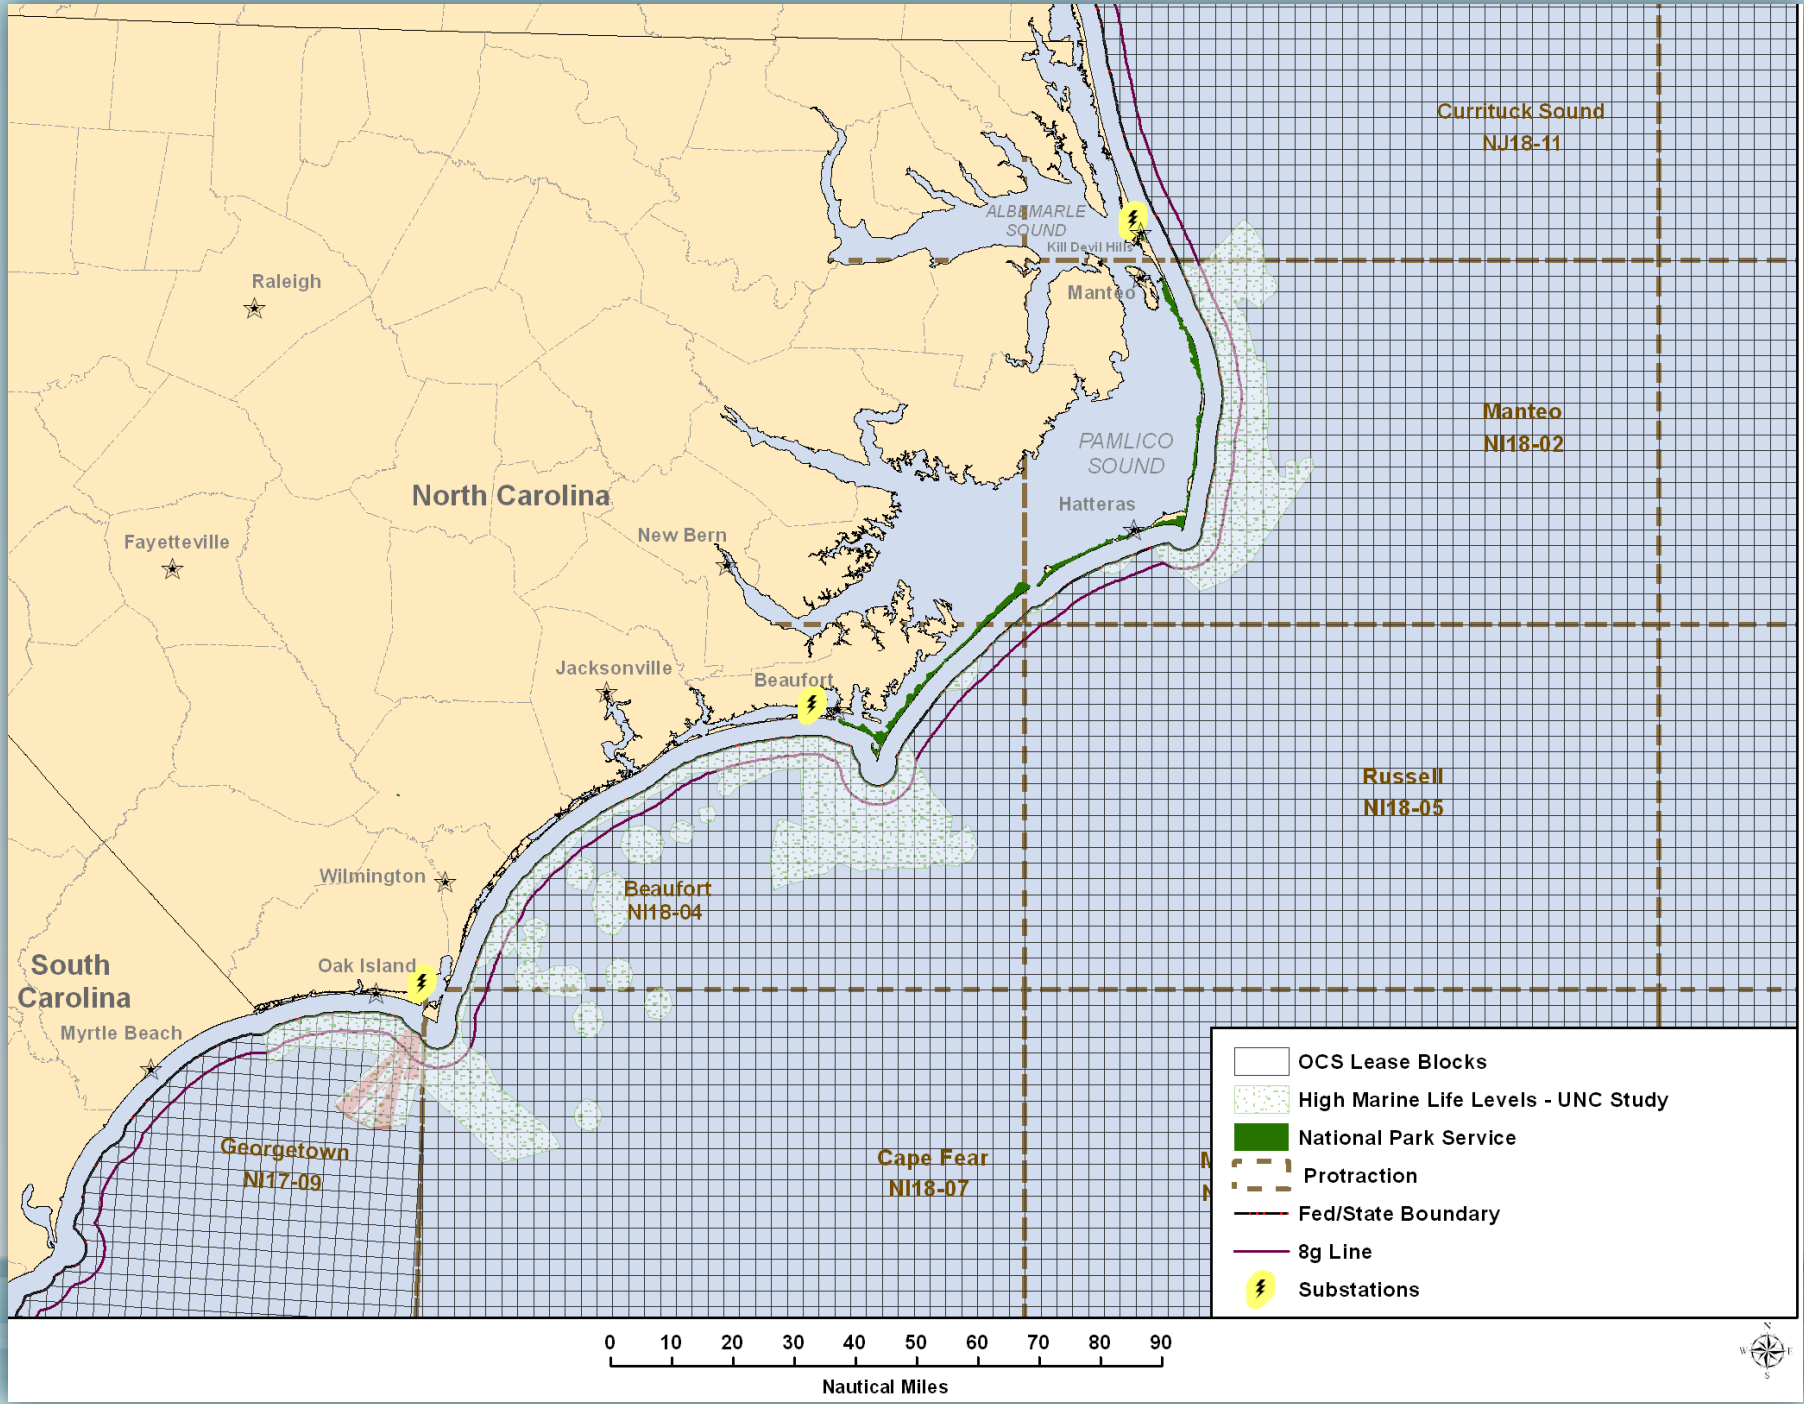 Currituck Sound
NJ18-11
ALBEMARLE
SOUND
Kill Devil Hills
Manteo
Raleigh
Manteo
NI18-02
PAMLICO
SOUND
North Carolina
Hatteras
New Bern
Fayetteville
Jacksonville
Beaufort
Russell
NI18-05
Wilmington
Beaufort
NI18-04
South
Carolina
Oak Island
Myrtle Beach
Georgetown
NI17-09
Cape Fear
NI18-07
OCS Lease Blocks
High Marine Life Levels - UNC Study
National Park Service
Protraction
Fed/State Boundary
8g Line
Substations
0 10 20 30 40 50 60 70 80 90
Nautical Miles
N
W E
S